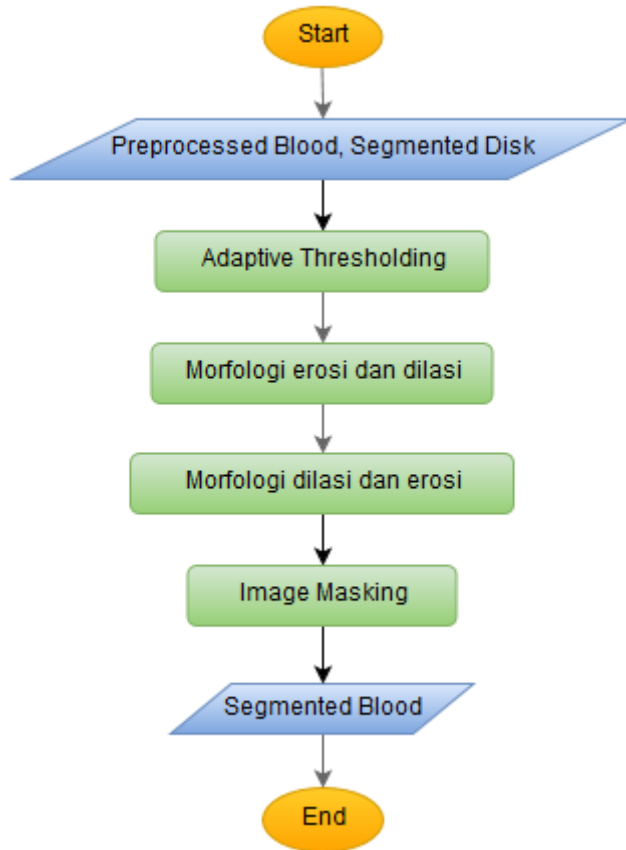 Start
Preprocessed Blood, Segmented Disk
Adaptive Thresholding
Morfologi erosi dan dilasi
Morfologi dilasi dan erosi
Image Masking
Segmented Blood
End